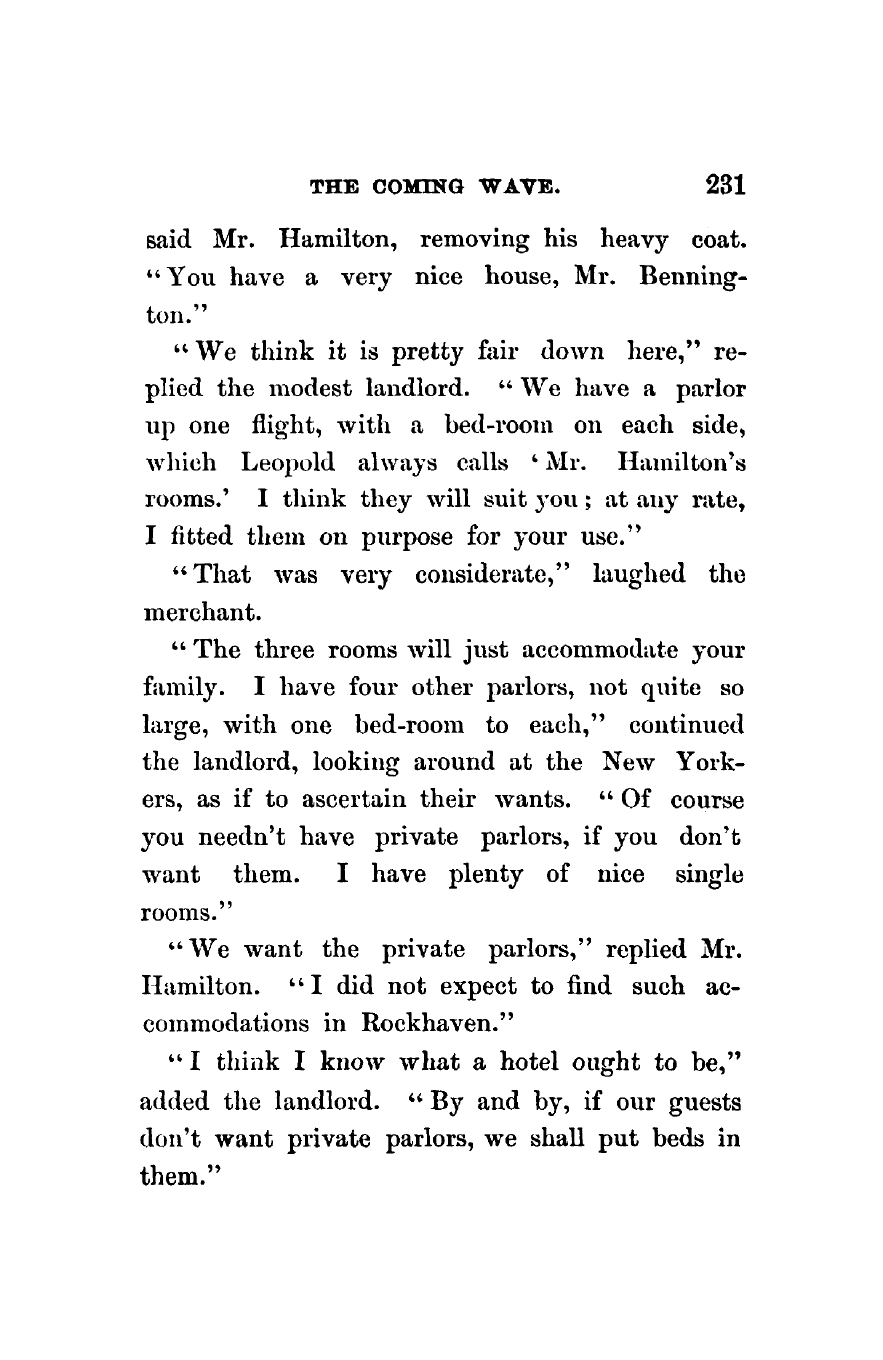 THE COMING WAVE. 231
said Mr. Hamilton, removing his heavy coat.
“You have a very nice house, Mr. Benning-
ton.”
“We think it is pretty fair down here,” re-
plied the modest landlord. “We have a parlor
up one flight, with a bed-room on each side,
which Leopold always calls ‘Mr. Hamilton’s
rooms.’ I think they will suit you; at any rate,
I fitted them on purpose for your use.”
“That was very considerate,” laughed the
merchant.
“The three rooms will just accommodate your
family. I have four other parlors, not quite so
large, with one bed-room to each,” continued
the landlord, looking around at the New York-
ers, as if to ascertain their wants. “Of course
you needn’t have private parlors, if you don’t
want them. I have plenty of nice single
rooms.”
“We want the private parlors,” replied Mr.
Hamilton. “I did not expect to find such ac-
commodations in Rockhaven.”
“I think I know what a hotel ought to be,”
added the landlord. “By and by, if our guests
don’t want private parlors, we shall put beds in
them.”